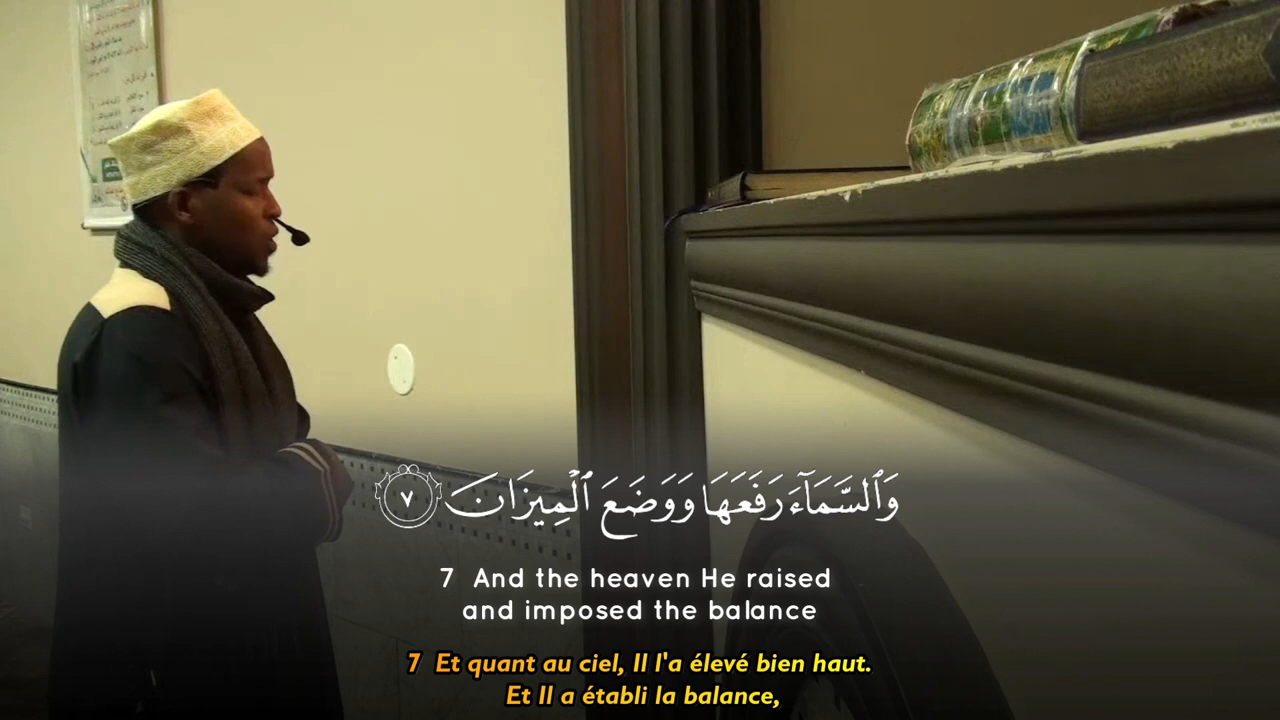 وَٱلسَّمَآءَ رَفَعَهَا وَوَضَعَ ٱلْمِيزَانَ ٧
7 And the heaven He raised
and imposed the balance
7 Et quant au ciel, Il l'a élevé bien haut.
Et Il a établi la balance,